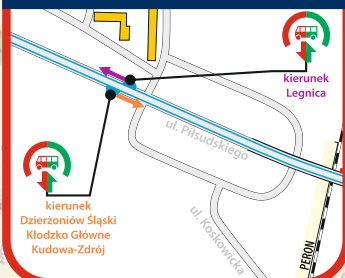 kierunek
Legnica
ul. Piłsudskiego
kierunek
Dzierżoniów Śląski
Kłodzko Główne
Kudowa-Zdrój
ul. Koskowicka
PERON